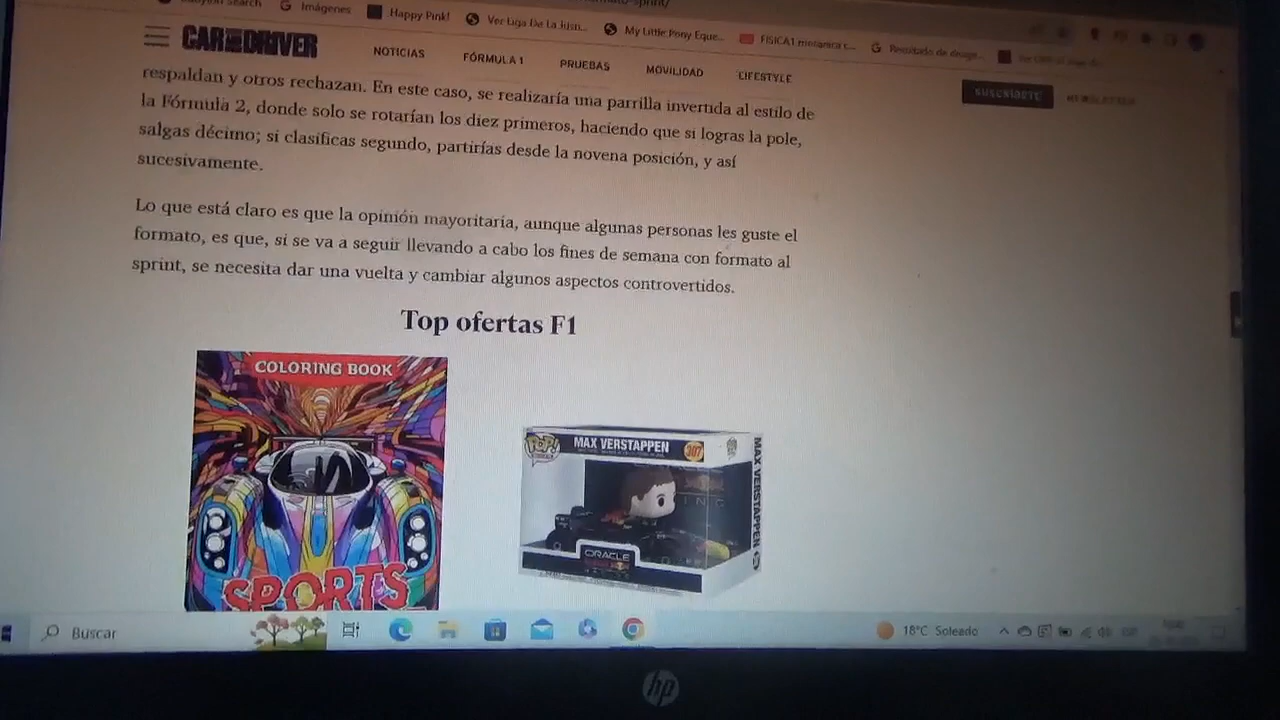 Search
Imágenes
Happy Pink!
Ver Liga De La Jus...
My Little Pony Eque...
FISICA1 mecanica c...
Resultado de
CAR AND DRIVER
NOTICIAS
FÓRMULA 1
PRUEBAS
MOVILIDAD
LIFESTYLE
SUSCRÍBETE
NEWSLETTER
respaldan y otros rechazan. En este caso, se realizaría una parrilla invertida al estilo de
la Fórmula 2, donde solo se rotarían los diez primeros, haciendo que si logras la pole,
salgas décimo; si clasificas segundo, partirías desde la novena posición, y así
sucesivamente.
Lo que está claro es que la opinión mayoritaria, aunque algunas personas les guste el
formato, es que, si se va a seguir llevando a cabo los fines de semana con formato al
sprint, se necesita dar una vuelta y cambiar algunos aspectos controvertidos.
Top ofertas F1
COLORING BOOK
SPORTS
POP!
MAX VERSTAPPEN
307
MAX VERSTAPPEN
ORACLE
Buscar
18°C Soleado
hp